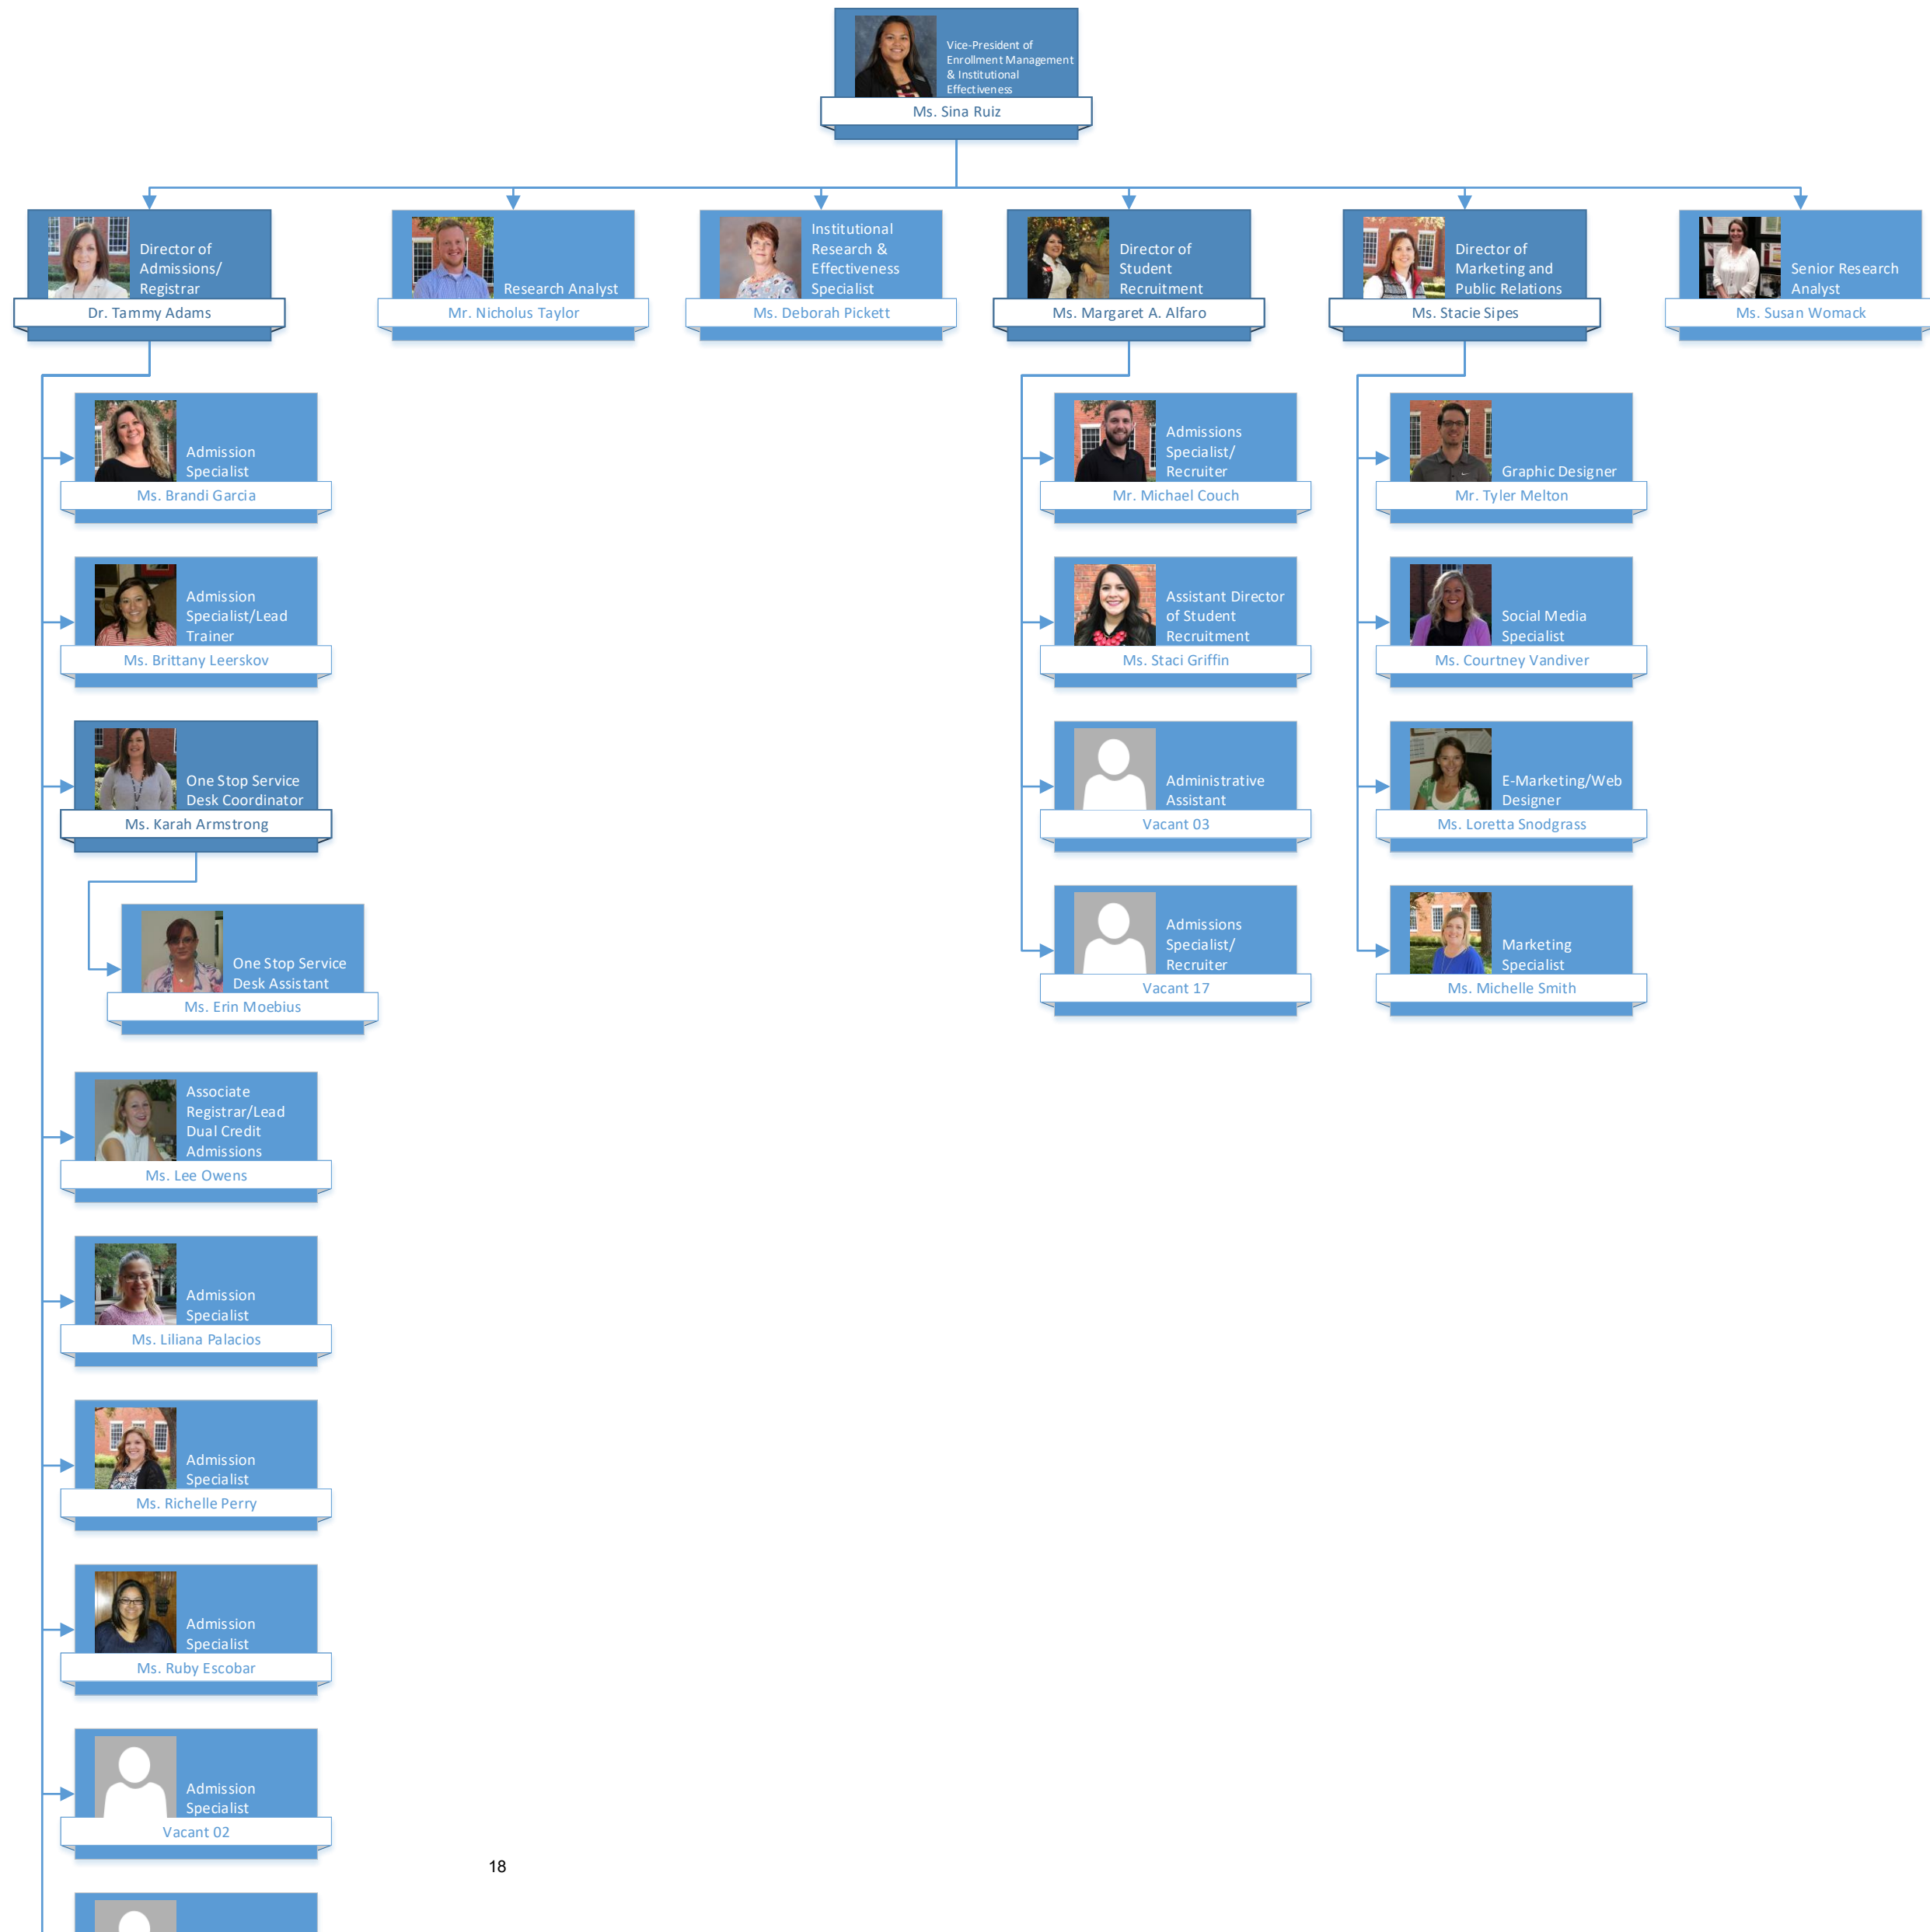 Vice-President of
Enrollment Management
& Institutional
Effectiveness
Ms. Sina Ruiz
Director of
Admissions/
Registrar
Dr. Tammy Adams
Research Analyst
Mr. Nicholus Taylor
Institutional
Research &
Effectiveness
Specialist
Ms. Deborah Pickett
Director of
Student
Recruitment
Ms. Margaret A. Alfaro
Director of
Marketing and
Public Relations
Ms. Stacie Sipes
Senior Research
Analyst
Ms. Susan Womack
Admission
Specialist
Ms. Brandi Garcia
Admission
Specialist/Lead
Trainer
Ms. Brittany Leerskov
One Stop Service
Desk Coordinator
Ms. Karah Armstrong
One Stop Service
Desk Assistant
Ms. Erin Moebius
Associate
Registrar/Lead
Dual Credit
Admissions
Ms. Lee Owens
Admission
Specialist
Ms. Liliana Palacios
Admission
Specialist
Ms. Richelle Perry
Admission
Specialist
Ms. Ruby Escobar
Admission
Specialist
Vacant 02
Admissions
Specialist/
Recruiter
Mr. Michael Couch
Assistant Director
of Student
Recruitment
Ms. Staci Griffin
Administrative
Assistant
Vacant 03
Admissions
Specialist/
Recruiter
Vacant 17
Graphic Designer
Mr. Tyler Melton
Social Media
Specialist
Ms. Courtney Vandiver
E-Marketing/Web
Designer
Ms. Loretta Snodgrass
Marketing
Specialist
Ms. Michelle Smith
18